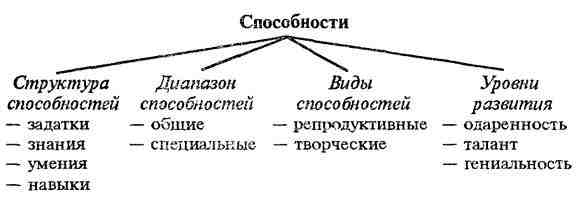 Способности
Структура способностей
— задатки
— знания
— умения
— навыки
Диапазон способностей
— общие
— специальные
Виды способностей
— репродуктивные
— творческие
Уровни развития
— одаренность
— талант
— гениальность